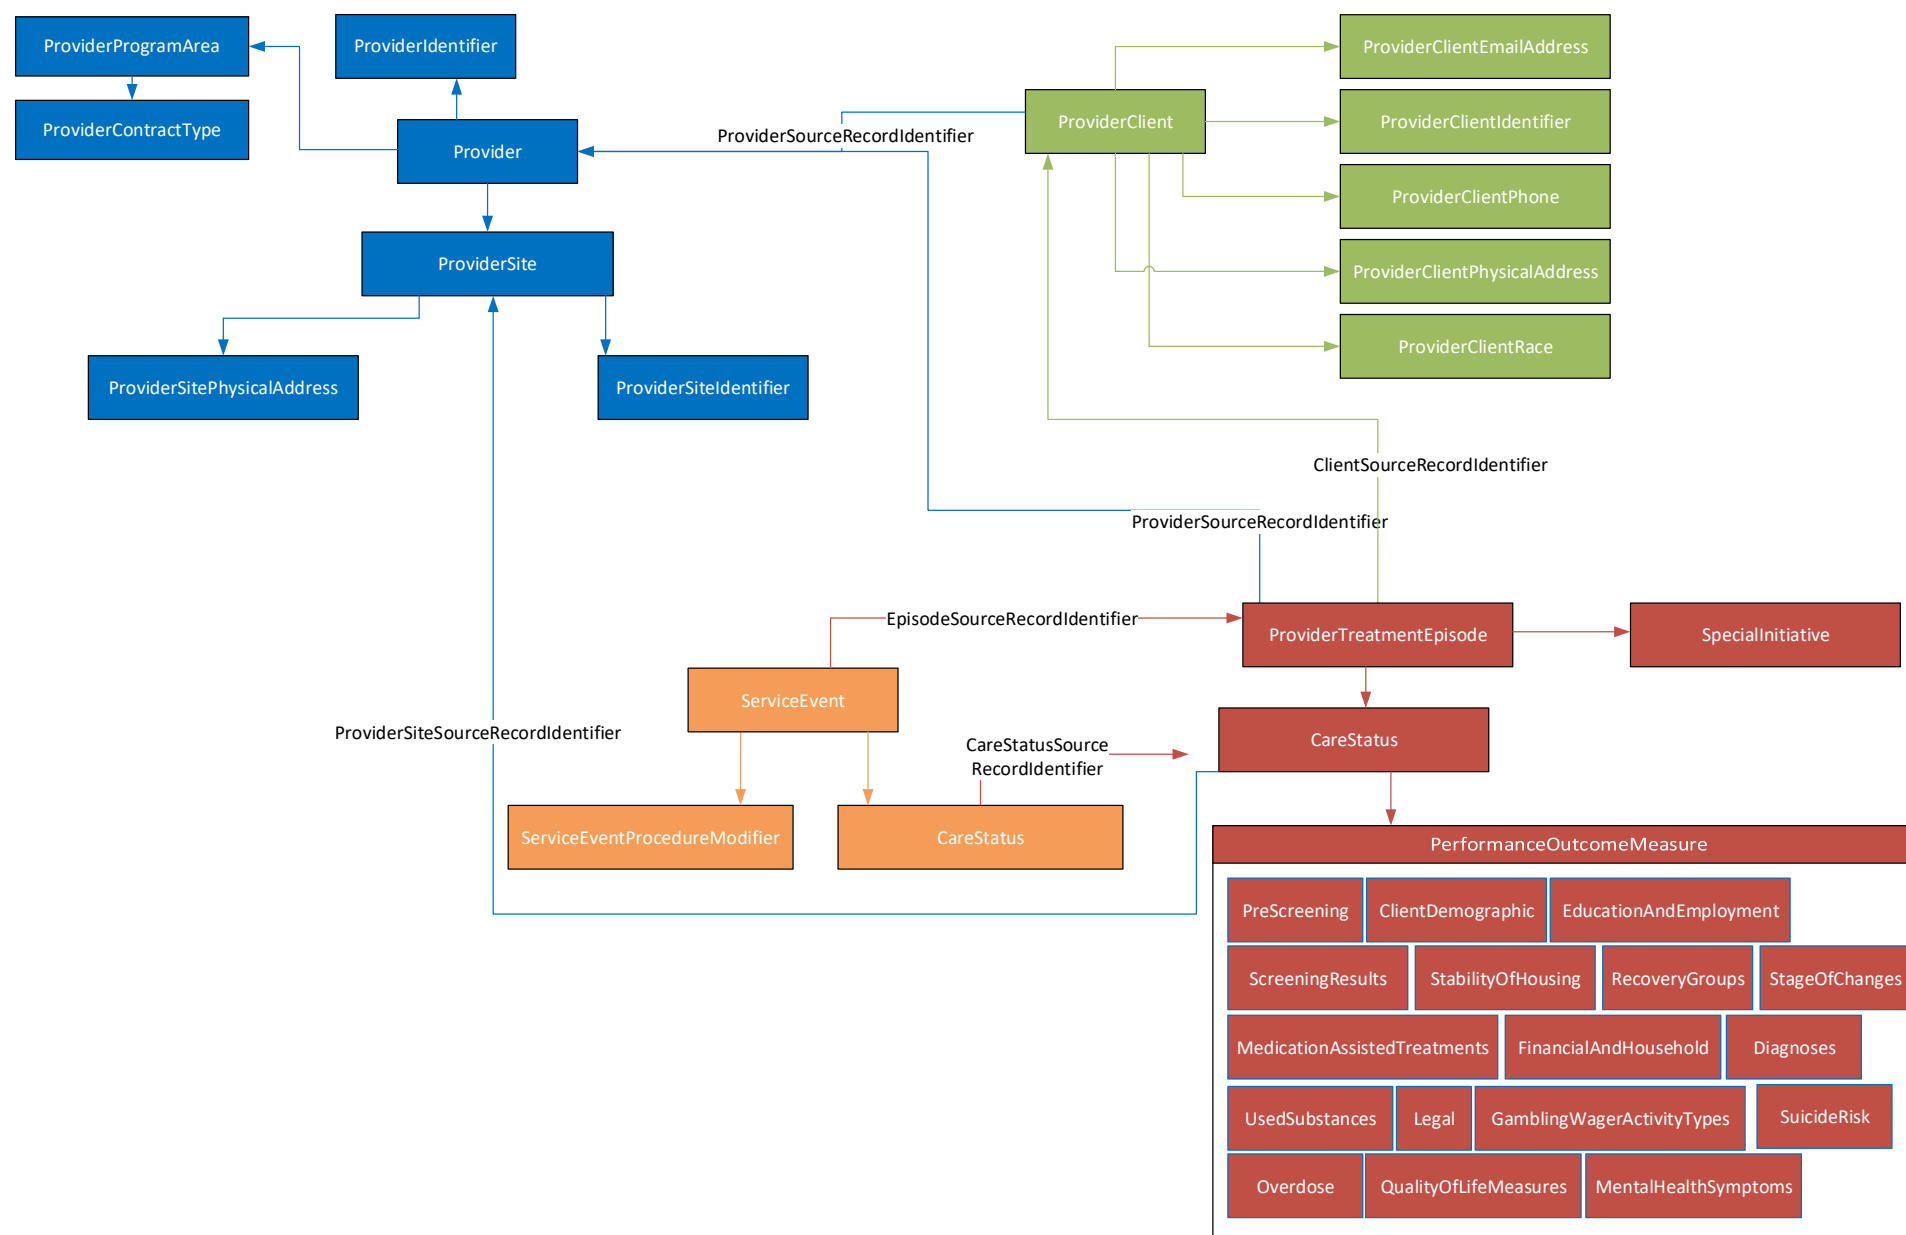 ProviderProgramArea
ProviderIdentifier
ProviderClientEmailAddress
ProviderContractType
ProviderClient
ProviderClientIdentifier
ProviderSourceRecordIdentifier
Provider
ProviderClientPhone
ProviderSite
ProviderClientPhysicalAddress
ProviderClientRace
ProviderSitePhysicalAddress
ProviderSiteIdentifier
ClientSourceRecordIdentifier
ProviderSourceRecordIdentifier
EpisodeSourceRecordIdentifier
ProviderTreatmentEpisode
SpecialInitiative
ServiceEvent
ProviderSiteSourceRecordIdentifier
CareStatusSource
RecordIdentifier
CareStatus
ServiceEventProcedureModifier
CareStatus
PerformanceOutcomeMeasure
PreScreening
ClientDemographic
EducationAndEmployment
ScreeningResults
StabilityOfHousing
RecoveryGroups
StageOfChanges
MedicationAssistedTreatments
FinancialAndHousehold
Diagnoses
UsedSubstances
Legal
GamblingWagerActivityTypes
SuicideRisk
Overdose
QualityOfLifeMeasures
MentalHealthSymptoms